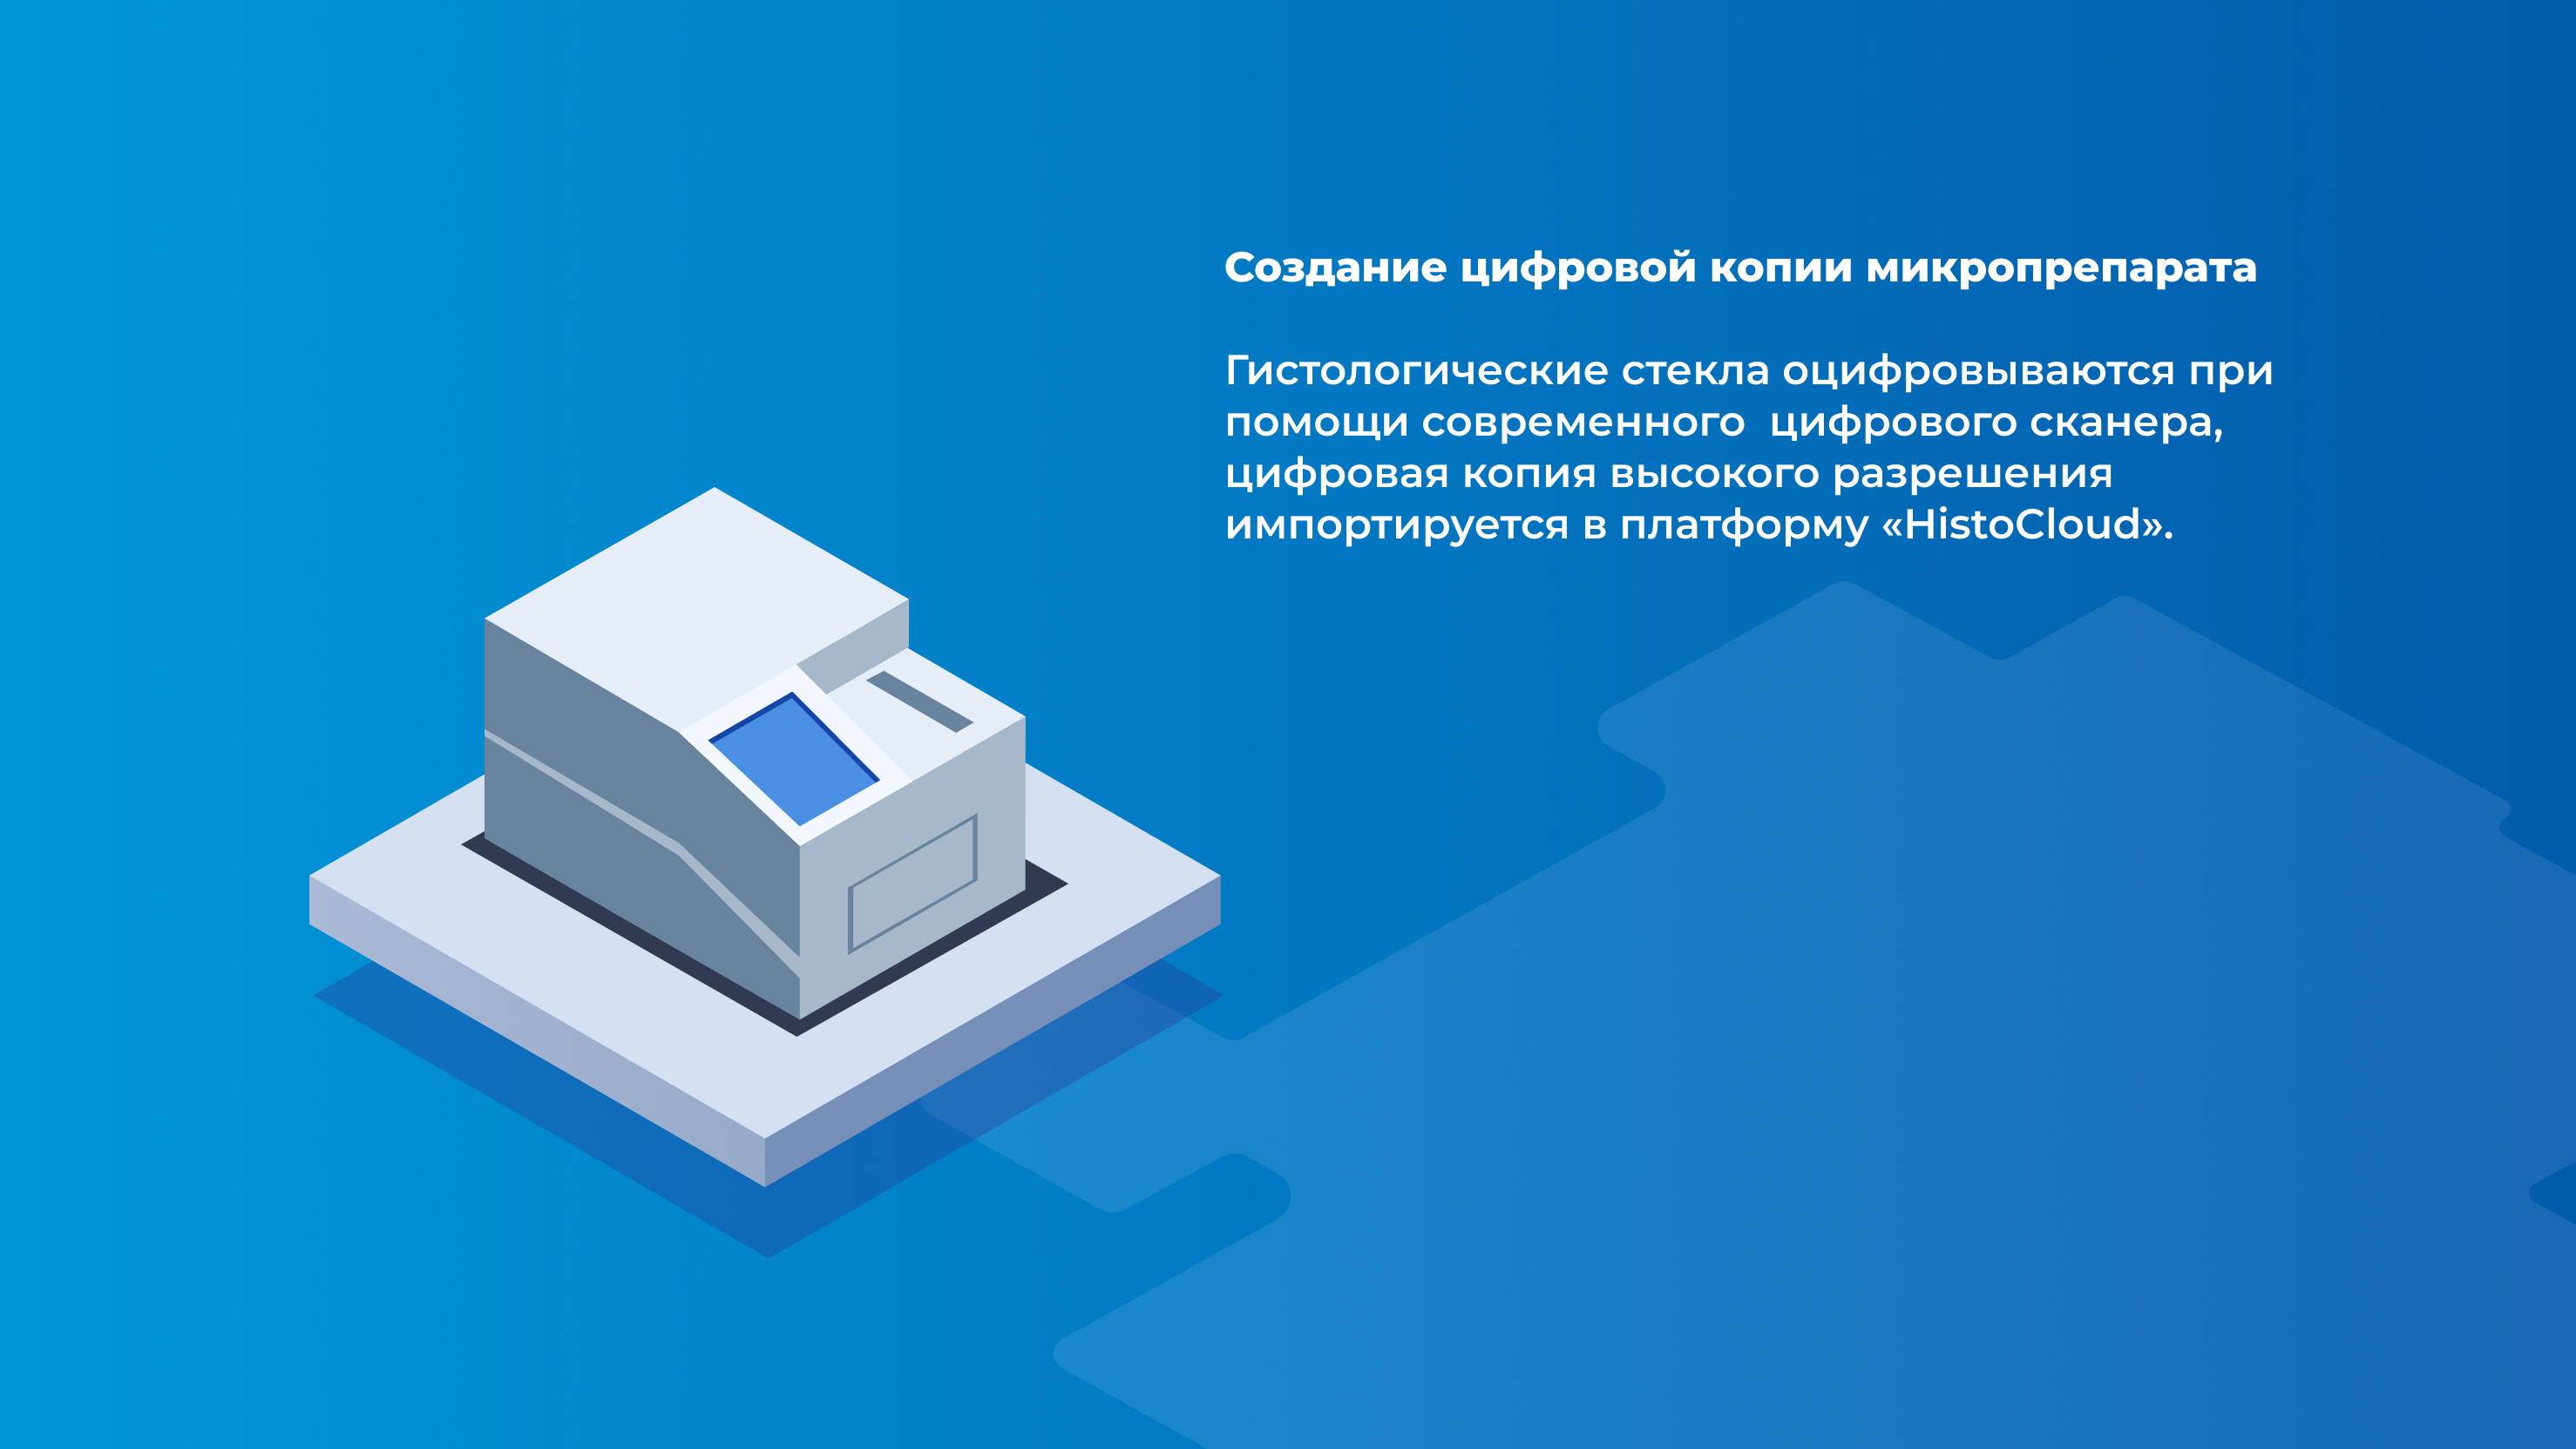 Создание цифровой копии микропрепарата
Гистологические стекла оцифровываются при
помощи современного  цифрового сканера,
цифровая копия высокого разрешения
импортируется в платформу «HistoCloud».